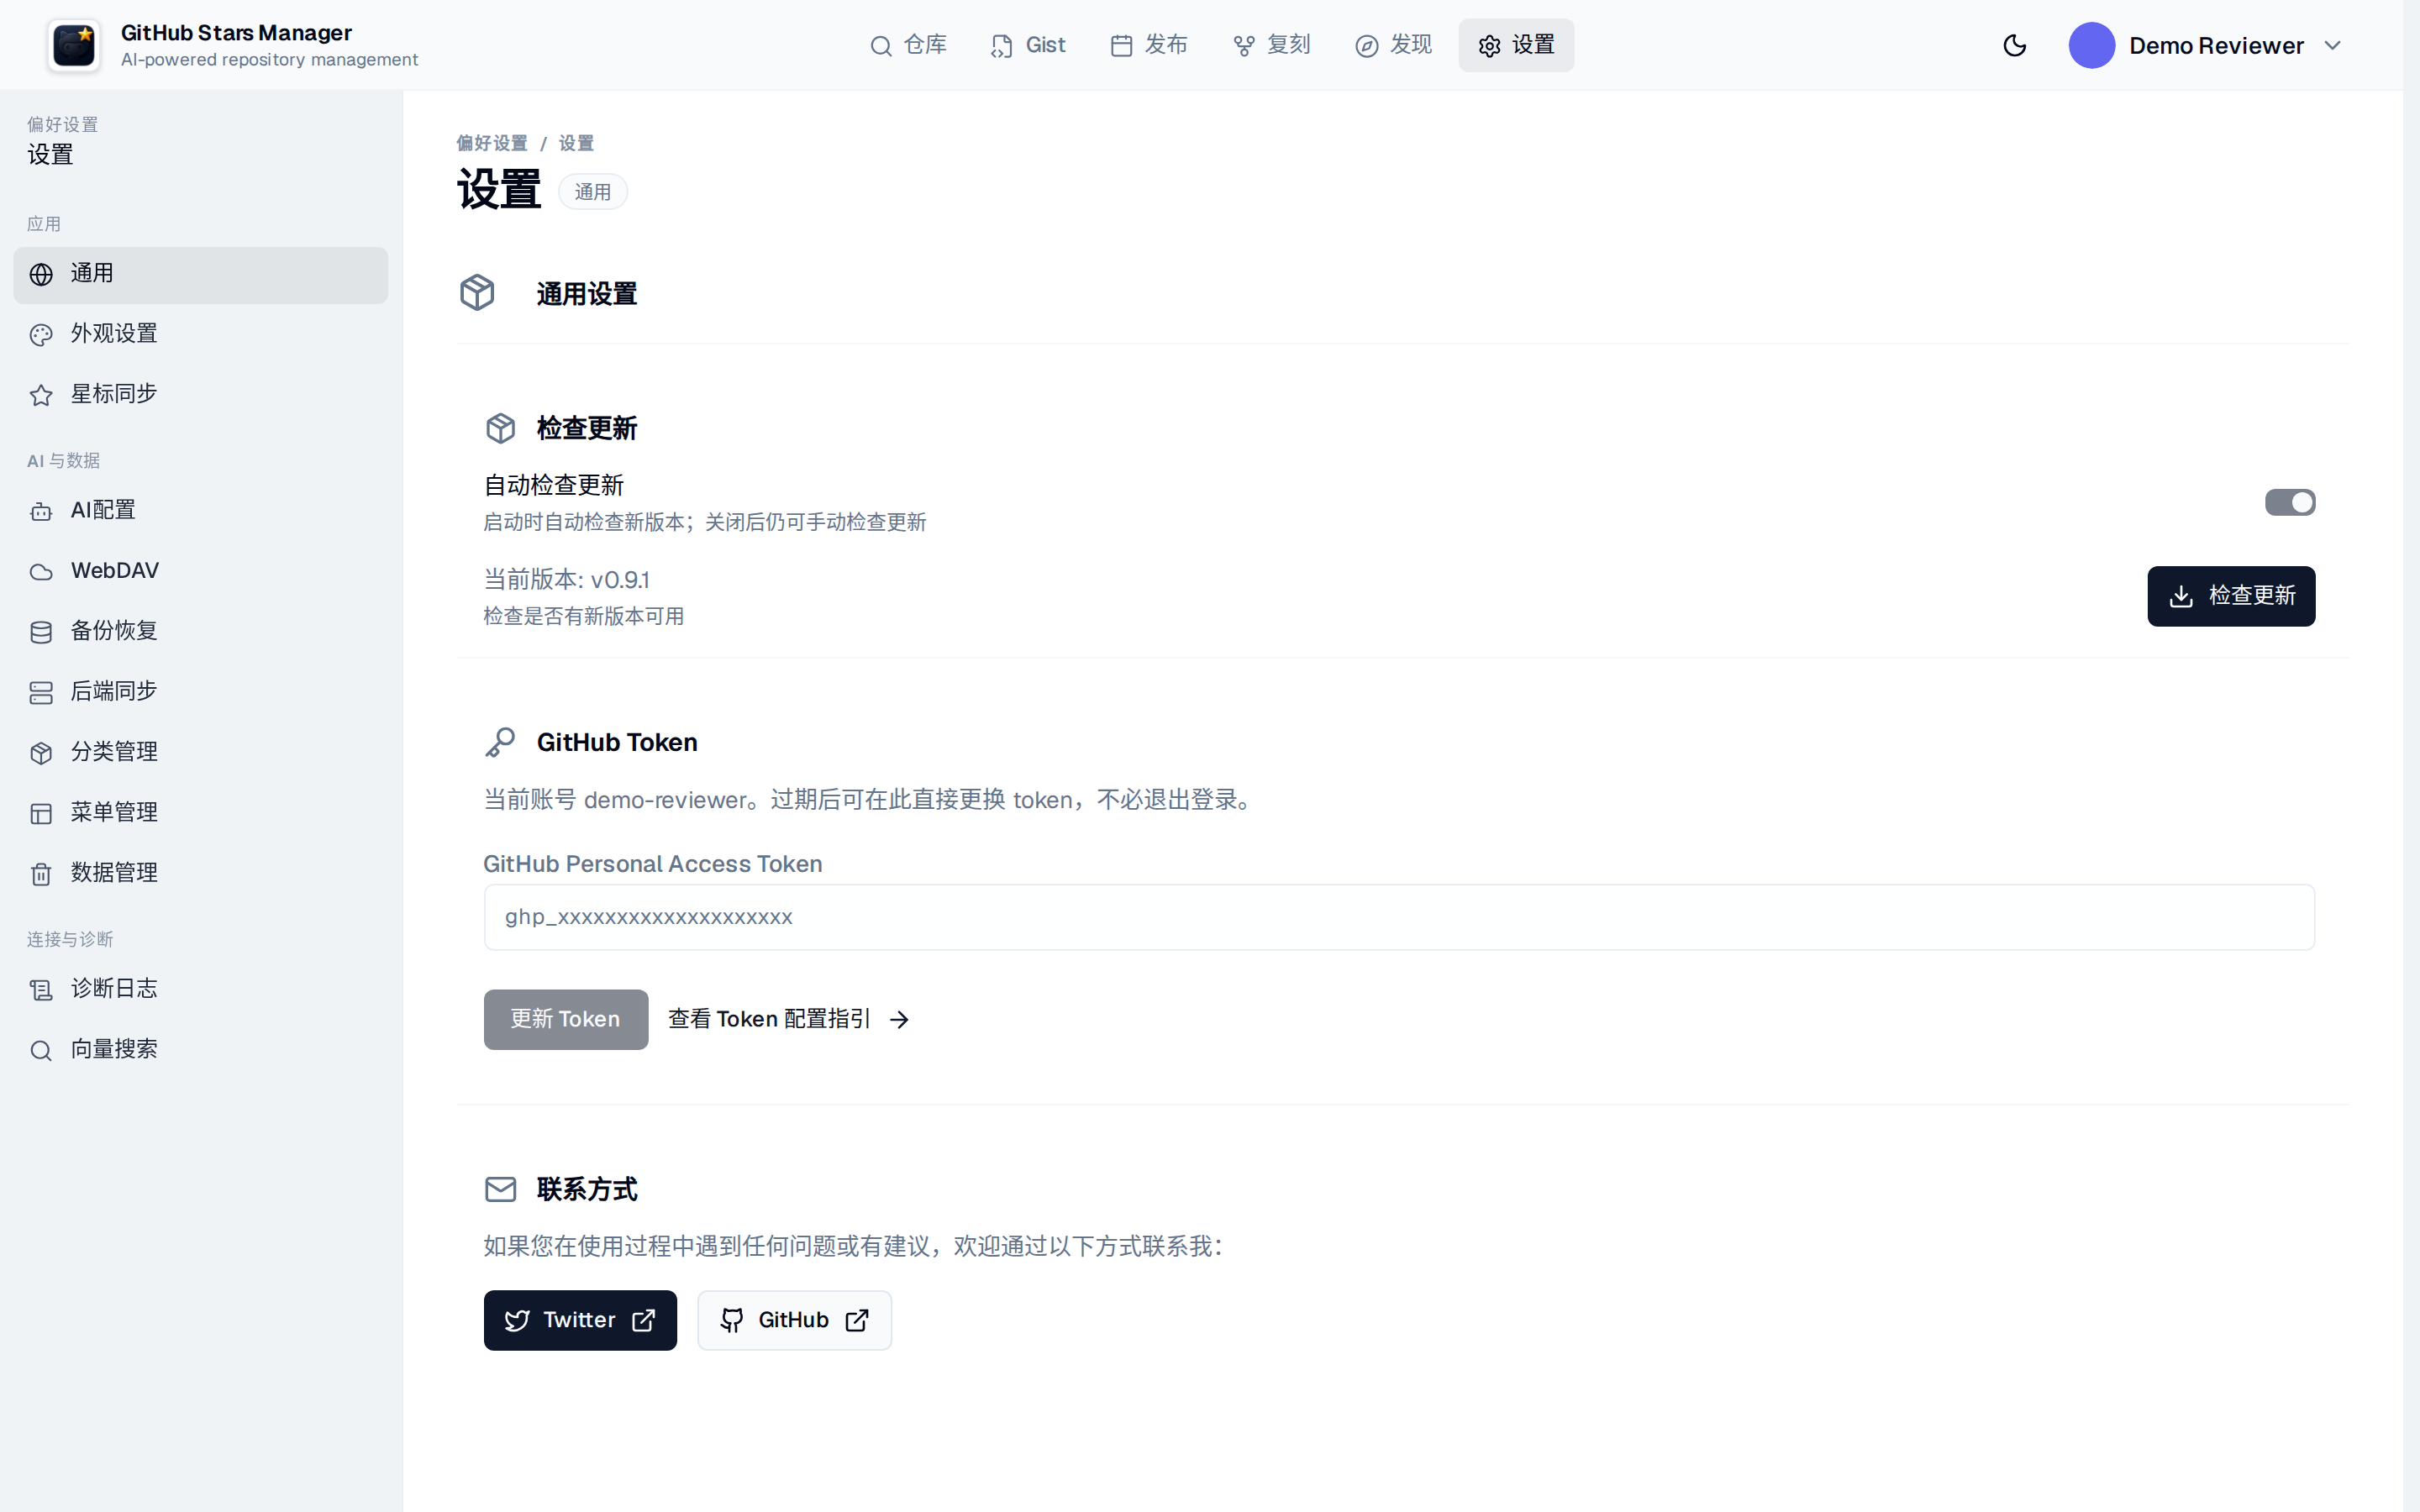 GitHub Stars Manager
AI-powered repository management
仓库
Gist
发布
复刻
发现
设置
Demo Reviewer
偏好设置
设置
应用
通用
外观设置
星标同步
AI 与数据
AI配置
WebDAV
备份恢复
后端同步
分类管理
菜单管理
数据管理
连接与诊断
诊断日志
向量搜索
偏好设置 / 设置
设置
通用
通用设置
检查更新
自动检查更新
启动时自动检查新版本；关闭后仍可手动检查更新
当前版本: v0.9.1
检查是否有新版本可用
检查更新
GitHub Token
当前账号 demo-reviewer。过期后可在此直接更换 token，不必退出登录。
GitHub Personal Access Token
ghp_xxxxxxxxxxxxxxxxxxxx
更新 Token
查看 Token 配置指引
联系方式
如果您在使用过程中遇到任何问题或有建议，欢迎通过以下方式联系我：
Twitter
GitHub